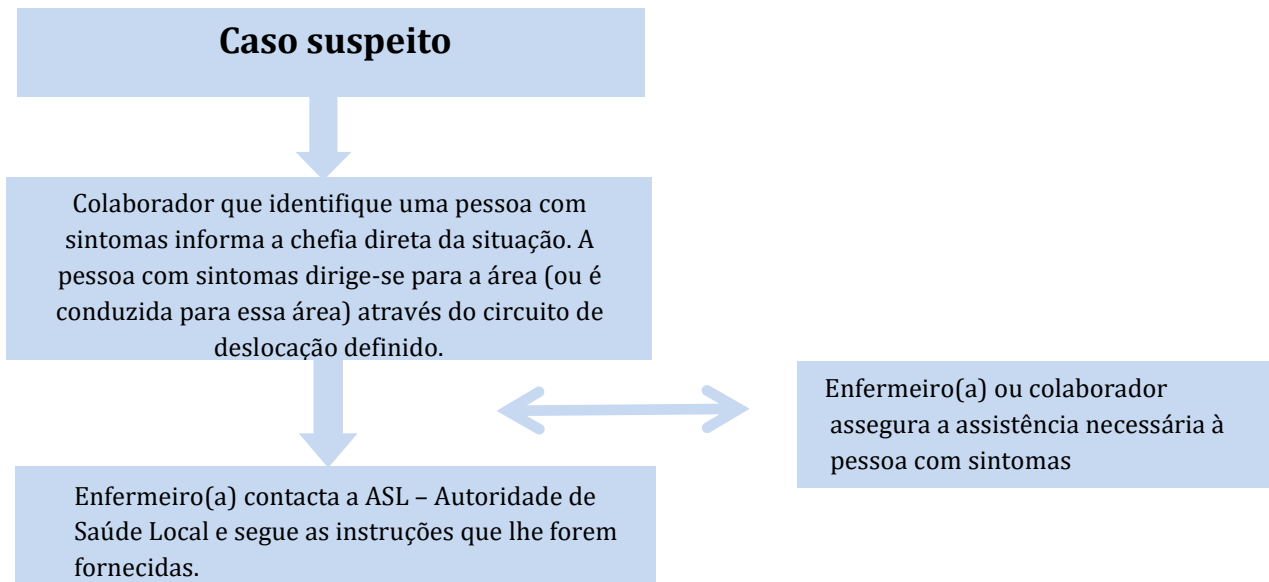 Caso suspeito
Colaborador que identifique uma pessoa com
sintomas informa a chefia direta da situação. A
pessoa com sintomas dirige-se para a área (ou é
conduzida para essa área) através do circuito de
deslocação definido.
Enfermeiro(a) ou colaborador
assegura a assistência necessária à
pessoa com sintomas
Enfermeiro(a) contacta a ASL – Autoridade de
Saúde Local e segue as instruções que lhe forem
fornecidas.